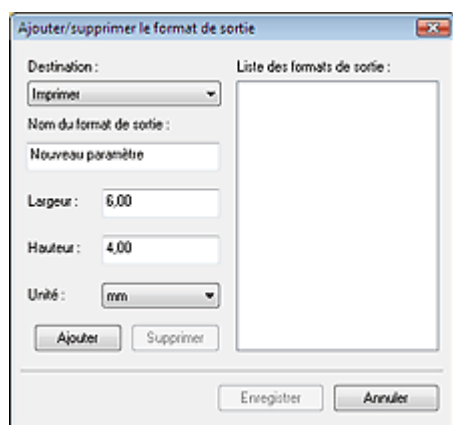 Ajouter/supprimer le format de sortie
Destination :
Imprimer
Nom du format de sortie :
Nouveau paramètre
Largeur :
6,00
Hauteur :
4,00
Unité :
mm
Ajouter
Supprimer
Liste des formats de sortie :
Enregistrer
Annuler